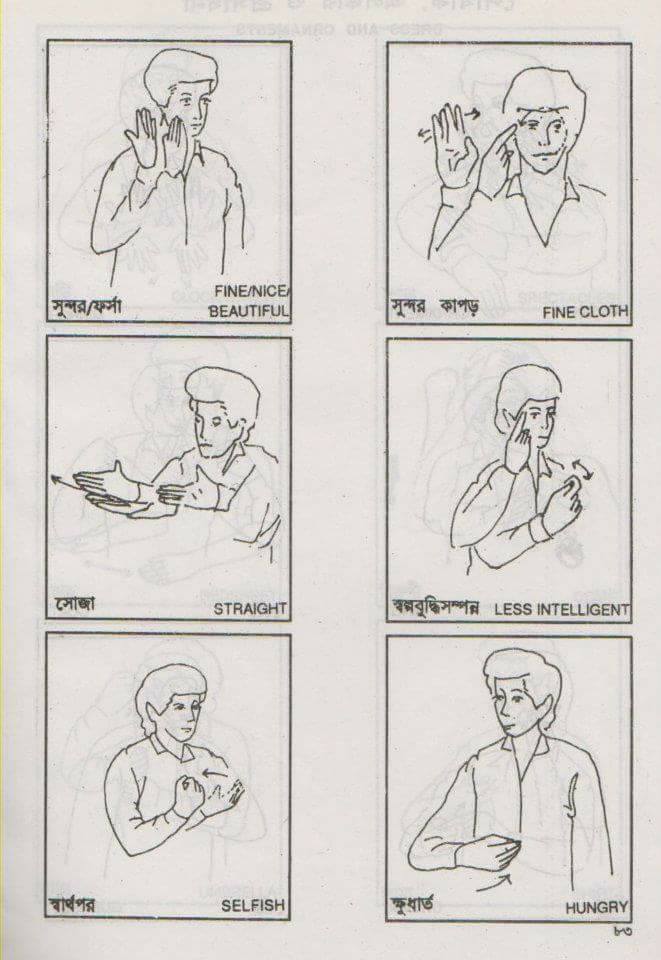 সুন্দর/ফর্সা
FINE/NICE/
BEAUTIFUL
সুন্দর কাপড়
FINE CLOTH
সোজা
STRAIGHT
স্বল্পবুদ্ধিসম্পন্ন
LESS INTELLIGENT
স্বার্থপর
SELFISH
ক্ষুধার্ত
HUNGRY
৮৩